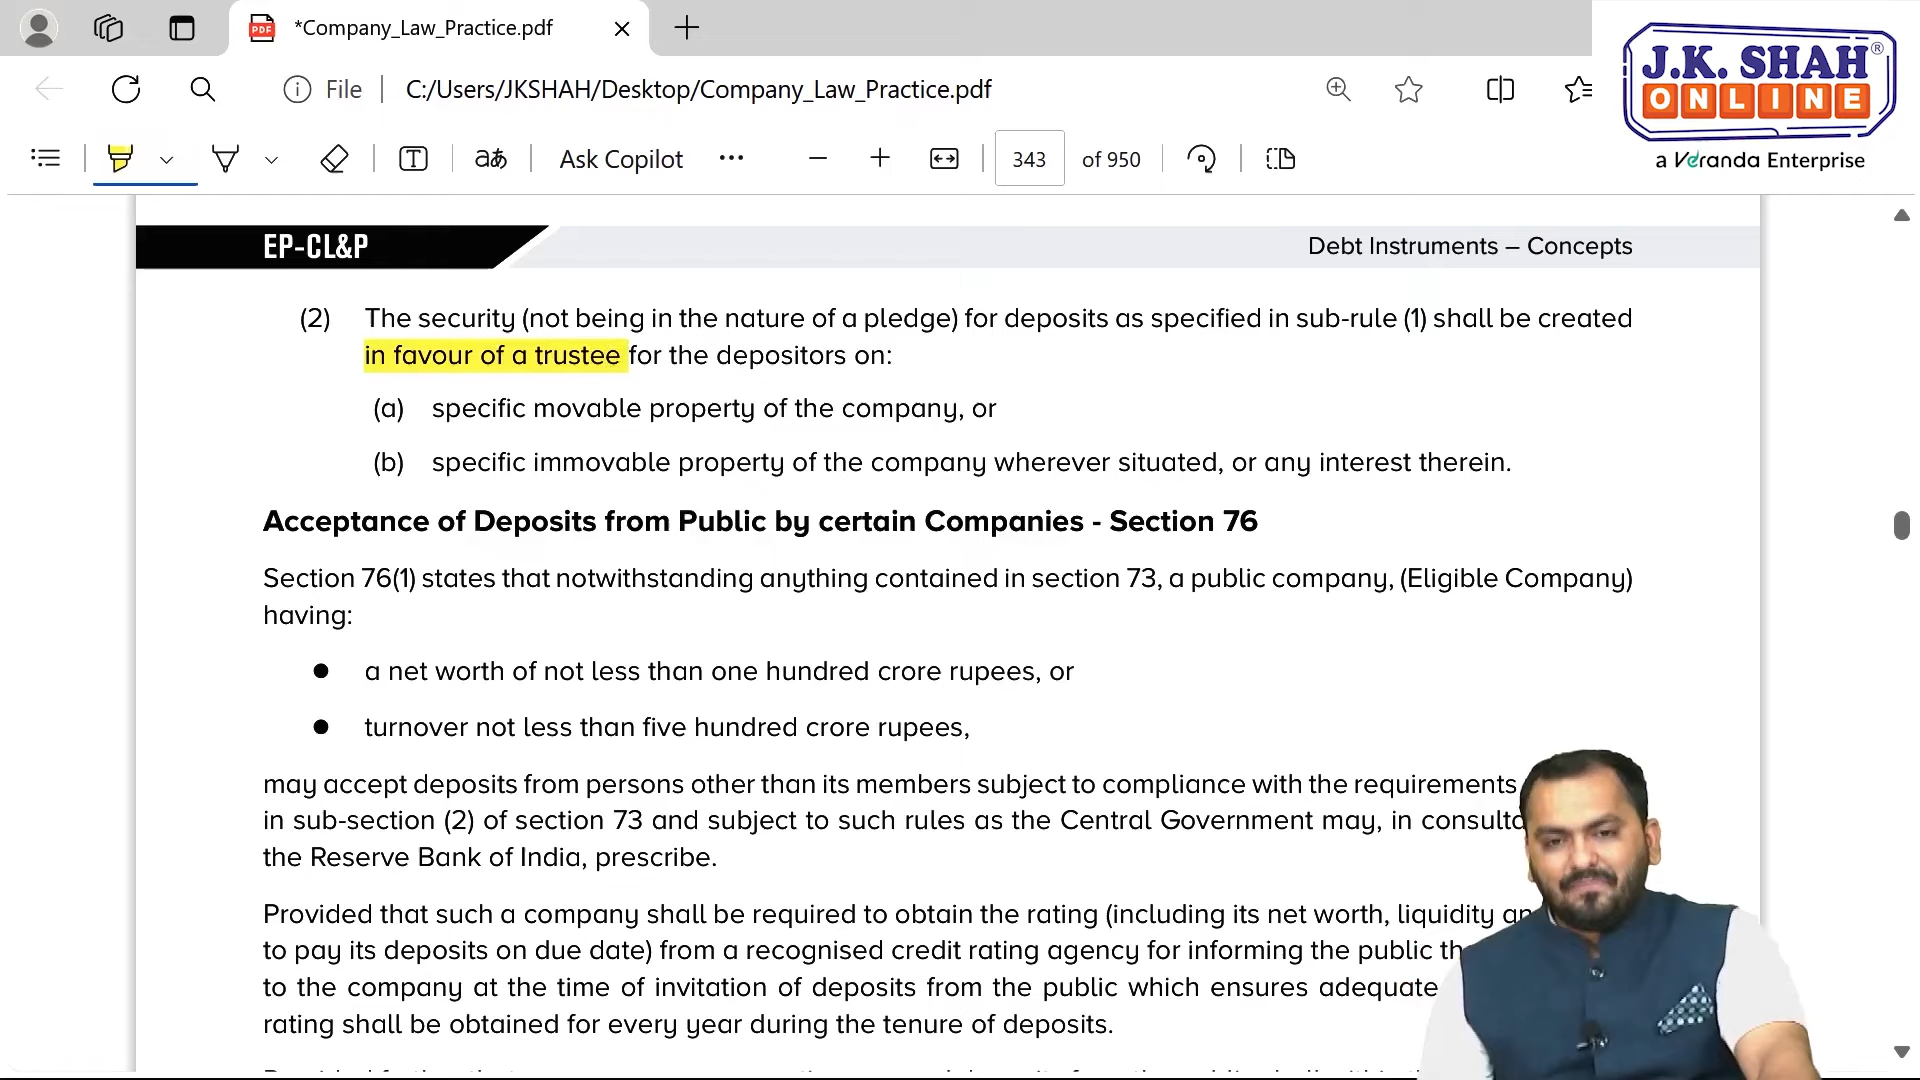 *Company_Law_Practice.pdf
File
C:/Users/JKSHAH/Desktop/Company_Law_Practice.pdf
J.K. SHAH®
ONLINE
a Veranda Enterprise
T
aあ
Ask Copilot
343 of 950
PDF
EP-CL&P
Debt Instruments – Concepts
(2) The security (not being in the nature of a pledge) for deposits as specified in sub-rule (1) shall be created
in favour of a trustee for the depositors on:
(a) specific movable property of the company, or
(b) specific immovable property of the company wherever situated, or any interest therein.
Acceptance of Deposits from Public by certain Companies - Section 76
Section 76(1) states that notwithstanding anything contained in section 73, a public company, (Eligible Company)
having:
● a net worth of not less than one hundred crore rupees, or
● turnover not less than five hundred crore rupees,
may accept deposits from persons other than its members subject to compliance with the requirements
in sub-section (2) of section 73 and subject to such rules as the Central Government may, in
the Reserve Bank of India, prescribe.
Provided that such a company shall be required to obtain the rating (including its net worth, liquidity
to pay its deposits on due date) from a recognised credit rating agency for informing the public
to the company at the time of invitation of deposits from the public which ensures adequate
rating shall be obtained for every year during the tenure of deposits.